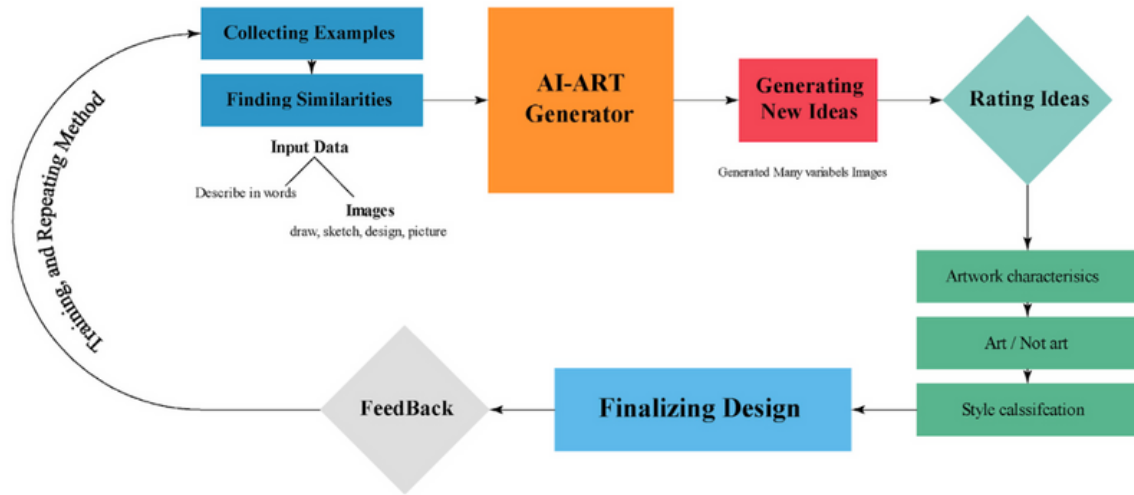 Collecting Examples
Finding Similarities
Input Data
Describe in words
Images
draw, sketch, design, picture
AI-ART
Generator
Generating
New Ideas
Generated Many variabels Images
Rating Ideas
Artwork characterisics
Art / Not art
Style calssifcation
Finalizing Design
FeedBack
Training, and Repeating Method